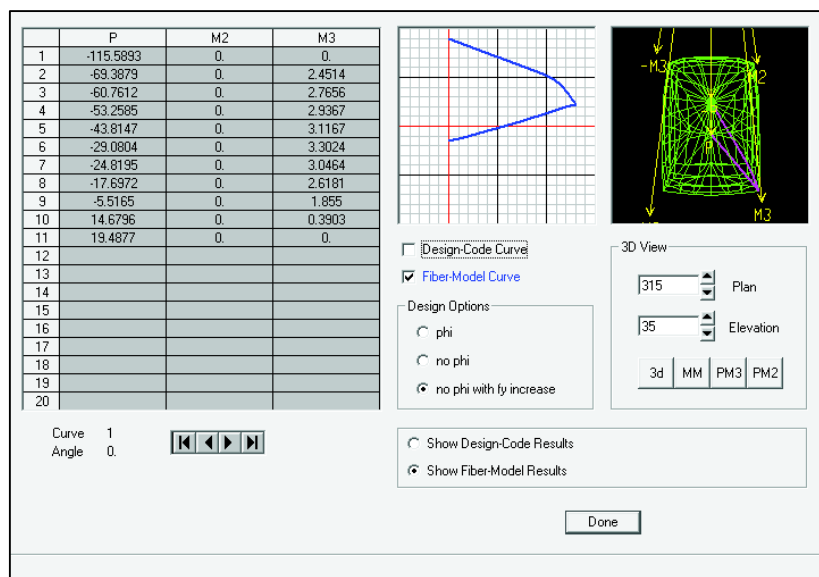 P M2 M3
1 -115.5893 0. 0.
2 -69.3879 0. 2.4514
3 -60.7612 0. 2.7656
4 -53.2585 0. 2.9367
5 -43.8147 0. 3.1167
6 -29.0804 0. 3.3024
7 -24.8195 0. 3.0464
8 -17.6972 0. 2.6181
9 -5.5165 0. 1.855
10 14.6796 0. 0.3903
11 19.4877 0. 0.
12
13
14
15
16
17
18
19
20
Curve 1
Angle 0.
-M3
M2
P
M3
Design-Code Curve
Fiber-Model Curve
Design Options
phi
no phi
no phi with fy increase
3D View
315 Plan
35 Elevation
3d MM PM3 PM2
Show Design-Code Results
Show Fiber-Model Results
Done